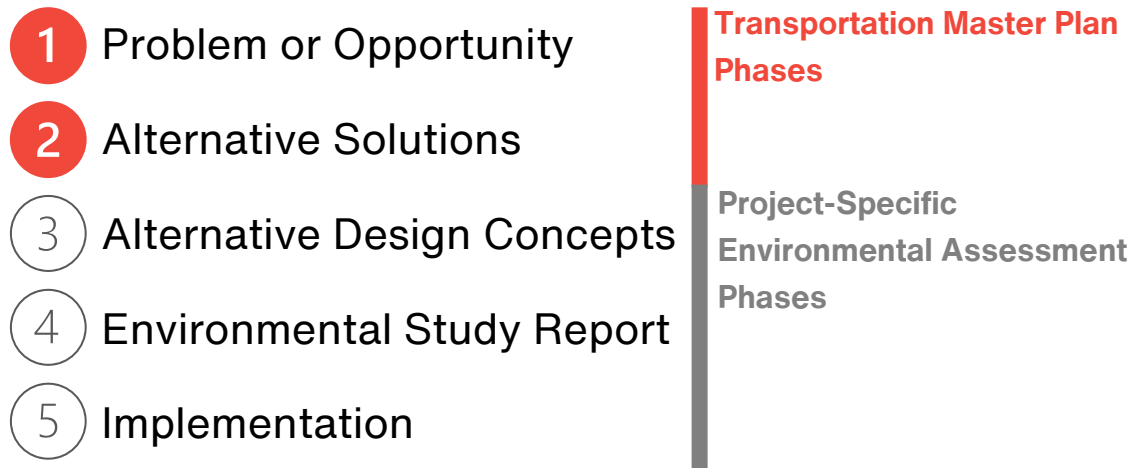 1 Problem or Opportunity
2 Alternative Solutions
3 Alternative Design Concepts
4 Environmental Study Report
5 Implementation
Transportation Master Plan
Phases
Project-Specific
Environmental Assessment
Phases